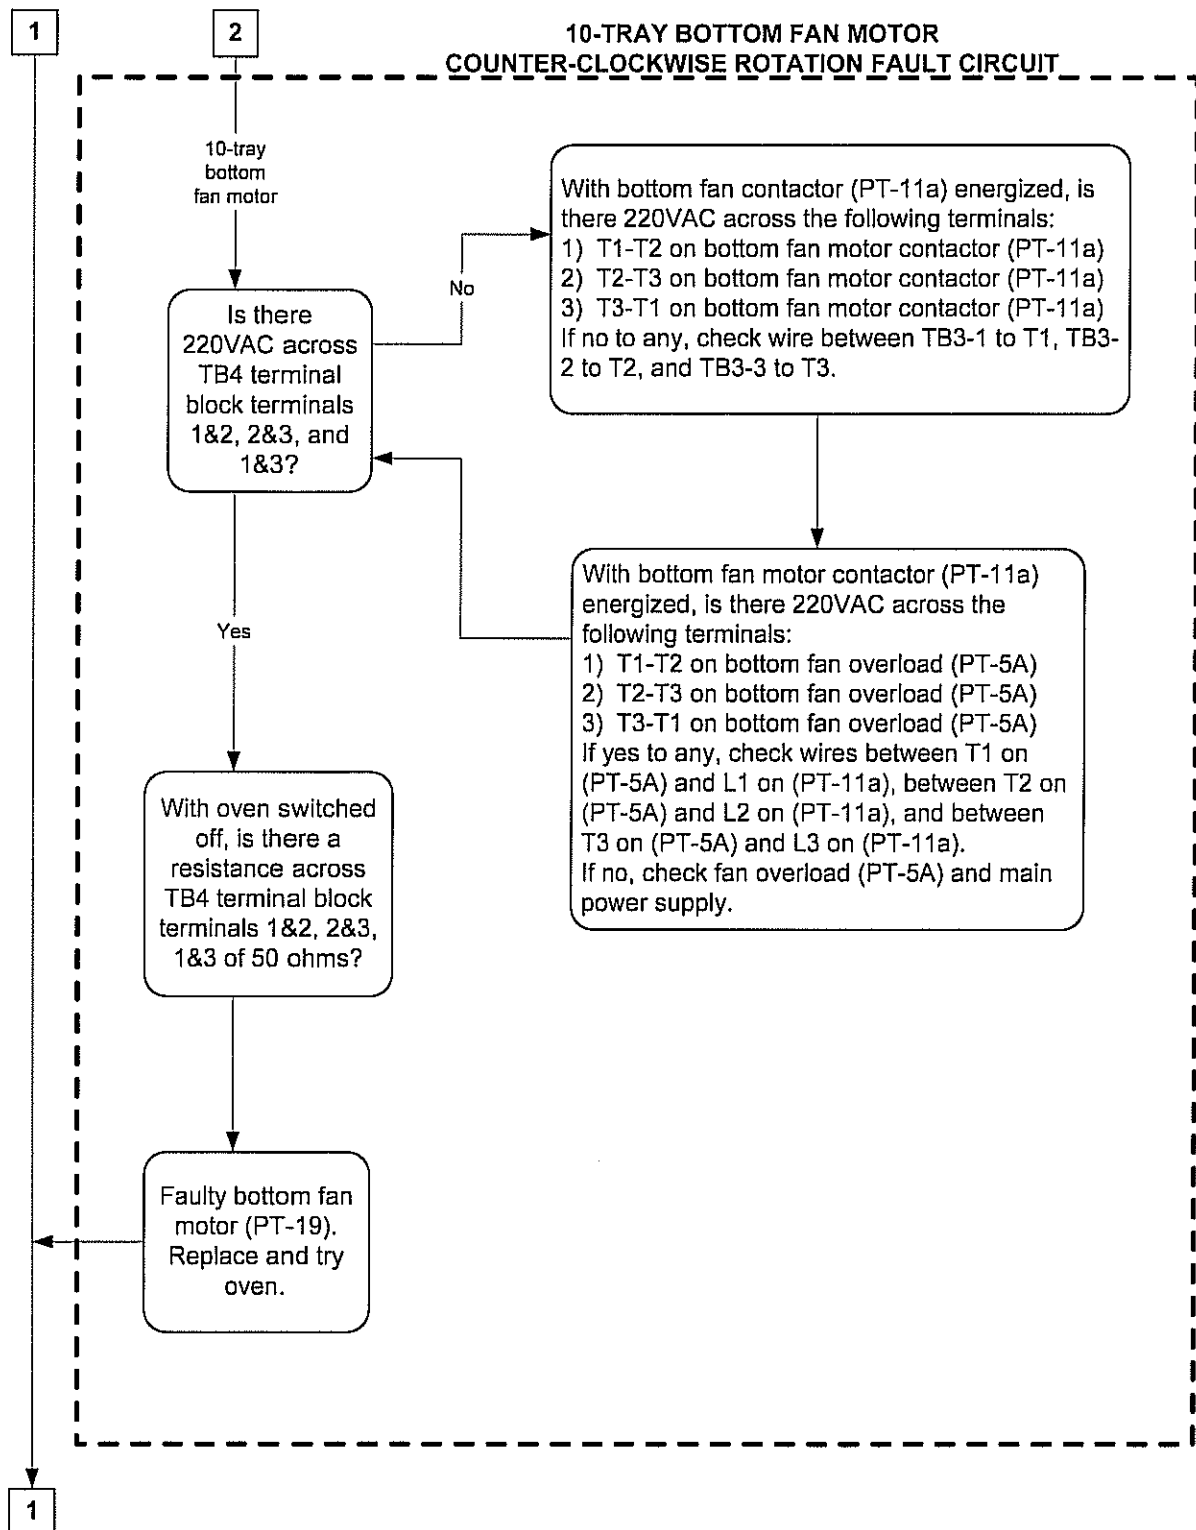 1
2
10-TRAY BOTTOM FAN MOTOR
COUNTER-CLOCKWISE ROTATION FAULT CIRCUIT
10-tray
bottom
fan motor
With bottom fan contactor (PT-11a) energized, is
there 220VAC across the following terminals:
1) T1-T2 on bottom fan motor contactor (PT-11a)
2) T2-T3 on bottom fan motor contactor (PT-11a)
3) T3-T1 on bottom fan motor contactor (PT-11a)
If no to any, check wire between TB3-1 to T1, TB3-
2 to T2, and TB3-3 to T3.
No
Is there
220VAC across
TB4 terminal
block terminals
1&2, 2&3, and
1&3?
With bottom fan motor contactor (PT-11a)
energized, is there 220VAC across the
following terminals:
1) T1-T2 on bottom fan overload (PT-5A)
2) T2-T3 on bottom fan overload (PT-5A)
3) T3-T1 on bottom fan overload (PT-5A)
If yes to any, check wires between T1 on
(PT-5A) and L1 on (PT-11a), between T2 on
(PT-5A) and L2 on (PT-11a), and between
T3 on (PT-5A) and L3 on (PT-11a).
If no, check fan overload (PT-5A) and main
power supply.
Yes
With oven switched
off, is there a
resistance across
TB4 terminal block
terminals 1&2, 2&3,
1&3 of 50 ohms?
Faulty bottom fan
motor (PT-19).
Replace and try
oven.
1